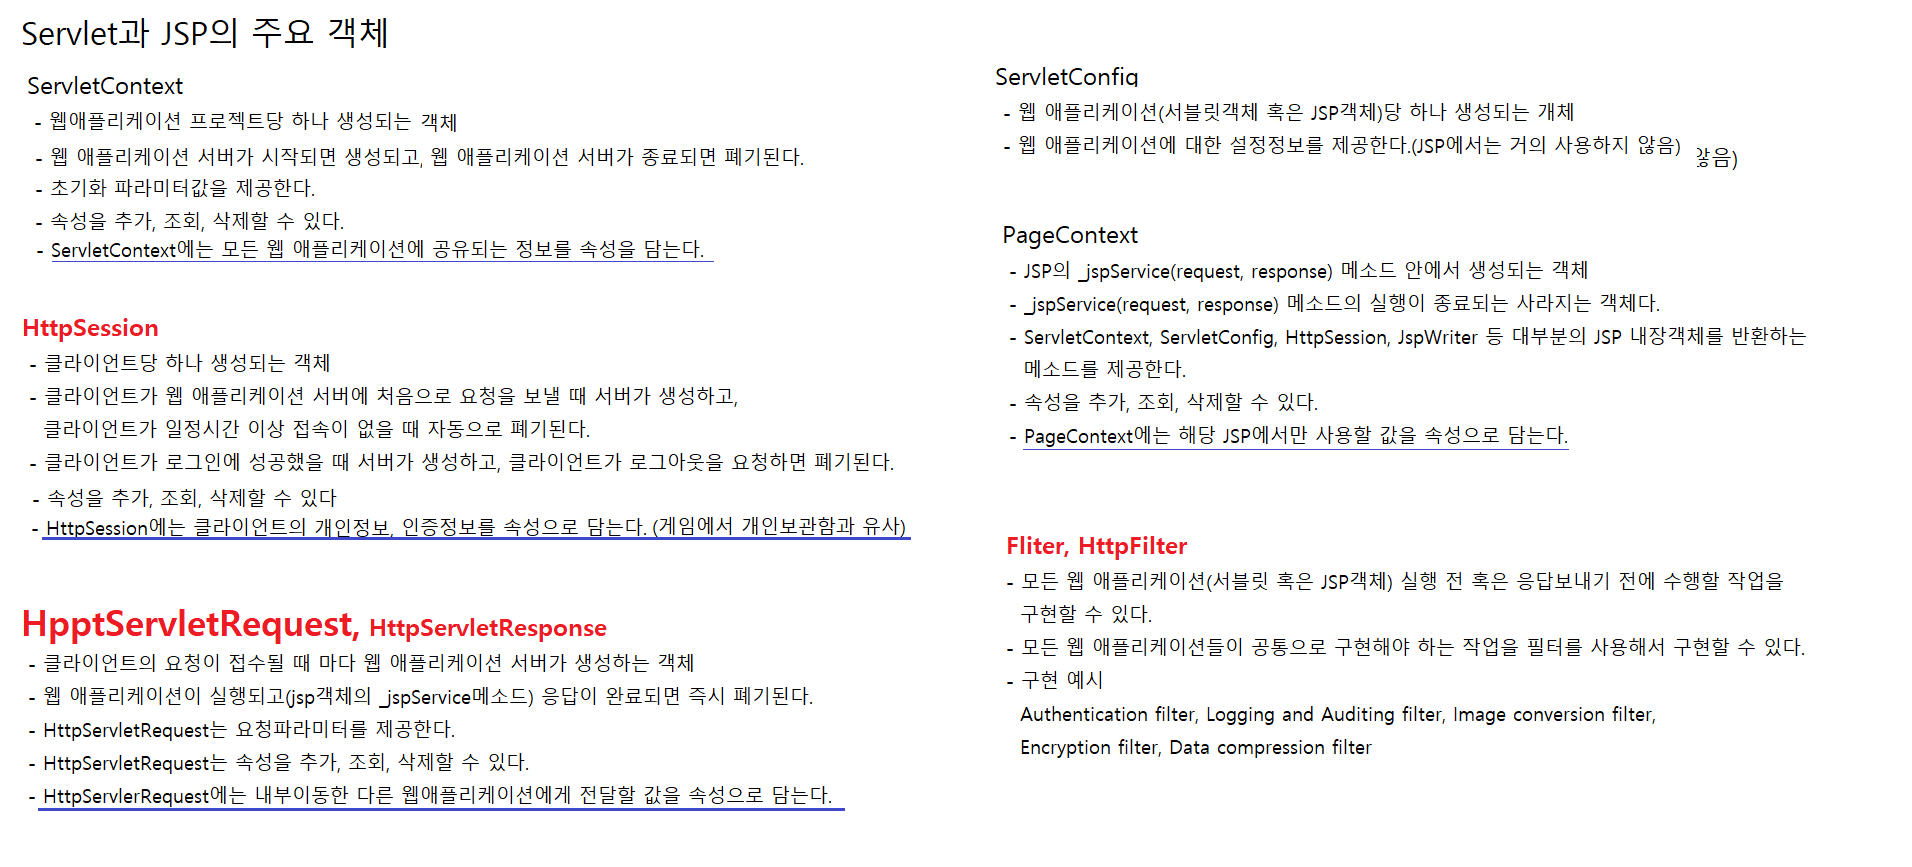 Servlet과 JSP의 주요 객체
ServletContext
- 웹애플리케이션 프로젝트당 하나 생성되는 객체
- 웹 애플리케이션 서버가 시작되면 생성되고, 웹 애플리케이션 서버가 종료되면 폐기된다.
- 초기화 파라미터값을 제공한다.
- 속성을 추가, 조회, 삭제할 수 있다.
- ServletContext에는 모든 웹 애플리케이션에 공유되는 정보를 속성을 담는다.
HttpSession
- 클라이언트당 하나 생성되는 객체
- 클라이언트가 웹 애플리케이션 서버에 처음으로 요청을 보낼 때 서버가 생성하고,
클라이언트가 일정시간 이상 접속이 없을 때 자동으로 폐기된다.
- 클라이언트가 로그인에 성공했을 때 서버가 생성하고, 클라이언트가 로그아웃을 요청하면 폐기된다.
- 속성을 추가, 조회, 삭제할 수 있다
- HttpSession에는 클라이언트의 개인정보, 인증정보를 속성으로 담는다. (게임에서 개인보관함과 유사)
HpptServletRequest, HttpServletResponse
- 클라이언트의 요청이 접수될 때 마다 웹 애플리케이션 서버가 생성하는 객체
- 웹 애플리케이션이 실행되고(jsp객체의 _jspService메소드) 응답이 완료되면 즉시 폐기된다.
- HttpServletRequest는 요청파라미터를 제공한다.
- HttpServletRequest는 속성을 추가, 조회, 삭제할 수 있다.
- HttpServlerRequest에는 내부이동한 다른 웹애플리케이션에게 전달할 값을 속성으로 담는다.
ServletConfig
- 웹 애플리케이션(서블릿객체 혹은 JSP객체)당 하나 생성되는 개체
- 웹 애플리케이션에 대한 설정정보를 제공한다.(JSP에서는 거의 사용하지 않음)
않음)
PageContext
- JSP의 _jspService(request, response) 메소드 안에서 생성되는 객체
- _jspService(request, response) 메소드의 실행이 종료되는 사라지는 객체다.
- ServletContext, ServletConfig, HttpSession, JspWriter 등 대부분의 JSP 내장객체를 반환하는
메소드를 제공한다.
- 속성을 추가, 조회, 삭제할 수 있다.
- PageContext에는 해당 JSP에서만 사용할 값을 속성으로 담는다.
Fliter, HttpFilter
- 모든 웹 애플리케이션(서블릿 혹은 JSP객체) 실행 전 혹은 응답보내기 전에 수행할 작업을
구현할 수 있다.
- 모든 웹 애플리케이션들이 공통으로 구현해야 하는 작업을 필터를 사용해서 구현할 수 있다.
- 구현 예시
Authentication filter, Logging and Auditing filter, Image conversion filter,
Encryption filter, Data compression filter